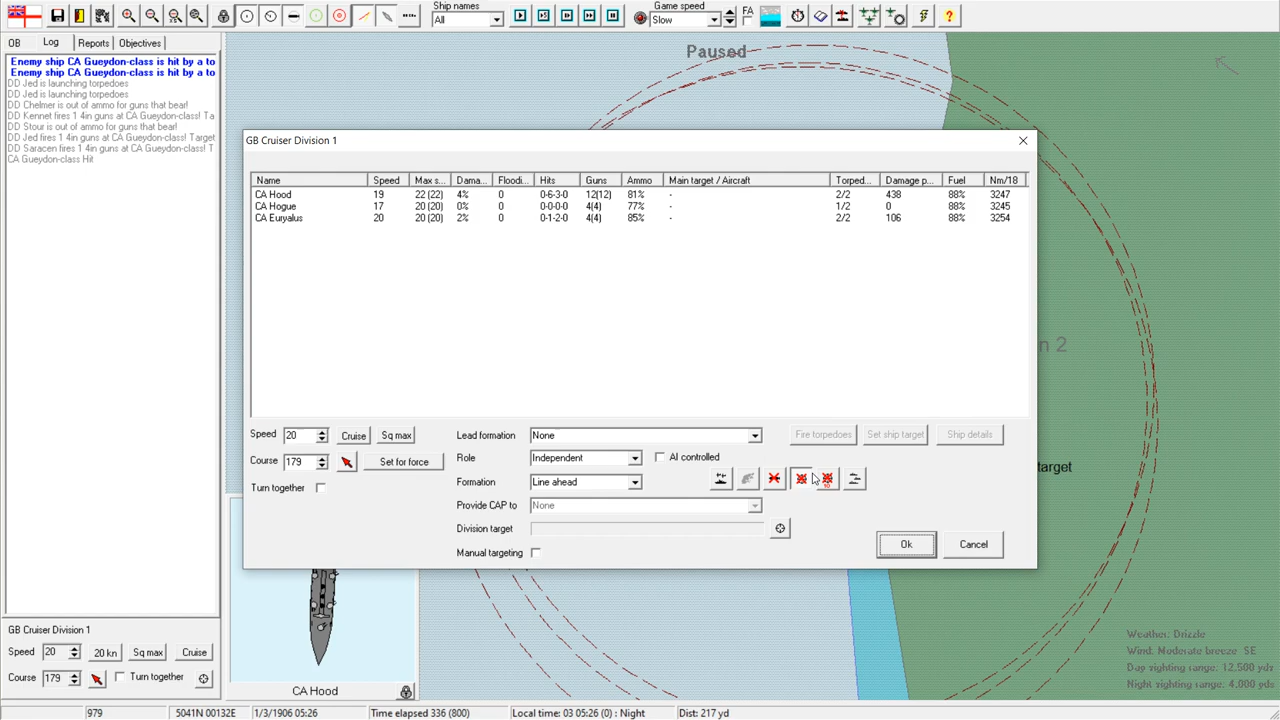 Ship names
All
Game speed
Slow
FA
OB Log Reports Objectives
Enemy ship CA Gueydon-class is hit by a to
Enemy ship CA Gueydon-class is hit by a to
DD Jed is launching torpedoes
DD Jed is launching torpedoes
DD Chelmer is out of ammo for guns that bear!
DD Kennet fires 1 4in guns at CA Gueydon-class! Ta
DD Stour is out of ammo for guns that bear!
DD Jed fires 1 4in guns at CA Gueydon-class! Target
DD Saracen fires 1 4in guns at CA Gueydon-class! T
CA Gueydon-class Hit
Paused
GB Cruiser Division 1
Name Speed Max s... Dama... Floodi... Hits Guns Ammo Main target / Aircraft Torped... Damage p... Fuel Nm/18
CA Hood 19 22 (22) 4% 0 0-6-3-0 12(12) 81% - 2/2 438 88% 3247
CA Hogue 17 20 (20) 0% 0 0-0-0-0 4(4) 77% - 1/2 0 88% 3245
CA Euryalus 20 20 (20) 2% 0 0-1-2-0 4(4) 85% - 2/2 106 88% 3254
n 2
target
Speed 20 Cruise Sq max
Course 179 Set for force
Turn together
Lead formation None
Role Independent AI controlled
Formation Line ahead
Provide CAP to None
Division target
Manual targeting
Fire torpedoes Set ship target Ship details
10
Ok Cancel
GB Cruiser Division 1
Speed 20 20 kn Sq max Cruise
Course 179 Turn together
CA Hood
Weather: Drizzle
Wind: Moderate breeze SE
Day sighting range: 12,500 yds
Night sighting range: 4,000 yds
979 5041N 00132E 1/3/1906 05:26 Time elapsed 336 (800) Local time: 03 05:26 (0) : Night Dist: 217 yd